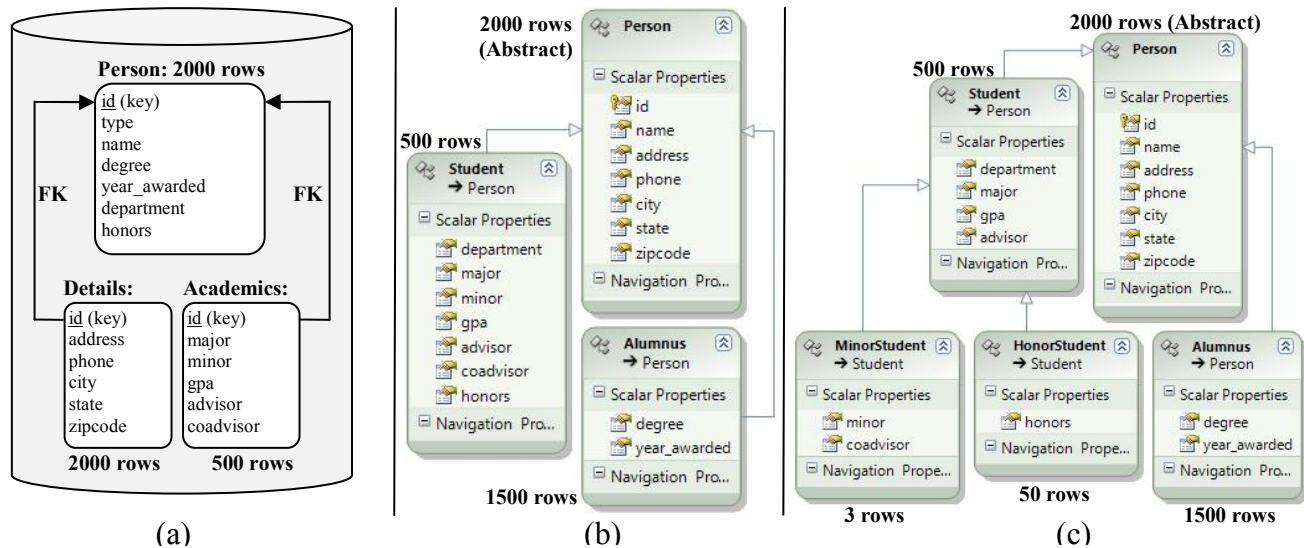 Person: 2000 rows
id (key)
type
name
degree
year_awarded
department
honors
FK
FK
Details:
id (key)
address
phone
city
state
zipcode
2000 rows
Academics:
id (key)
major
minor
gpa
advisor
coadvisor
500 rows
(a)
2000 rows
(Abstract)
Person
Scalar Properties
id
name
address
phone
city
state
zipcode
Navigation Pro...
500 rows
Student
→ Person
Scalar Properties
department
major
minor
gpa
advisor
coadvisor
honors
Navigation Pro...
Alumnus
→ Person
Scalar Properties
degree
year_awarded
Navigation Pro...
1500 rows
(b)
2000 rows (Abstract)
Person
Scalar Properties
id
name
address
phone
city
state
zipcode
Navigation Pro...
500 rows
Student
→ Person
Scalar Properties
department
major
gpa
advisor
Navigation Pro...
MinorStudent
→ Student
Scalar Properties
minor
coadvisor
Navigation Prope...
3 rows
HonorStudent
→ Student
Scalar Properties
honors
Navigation Prope...
50 rows
Alumnus
→ Person
Scalar Properties
degree
year_awarded
Navigation Prope...
1500 rows
(c)